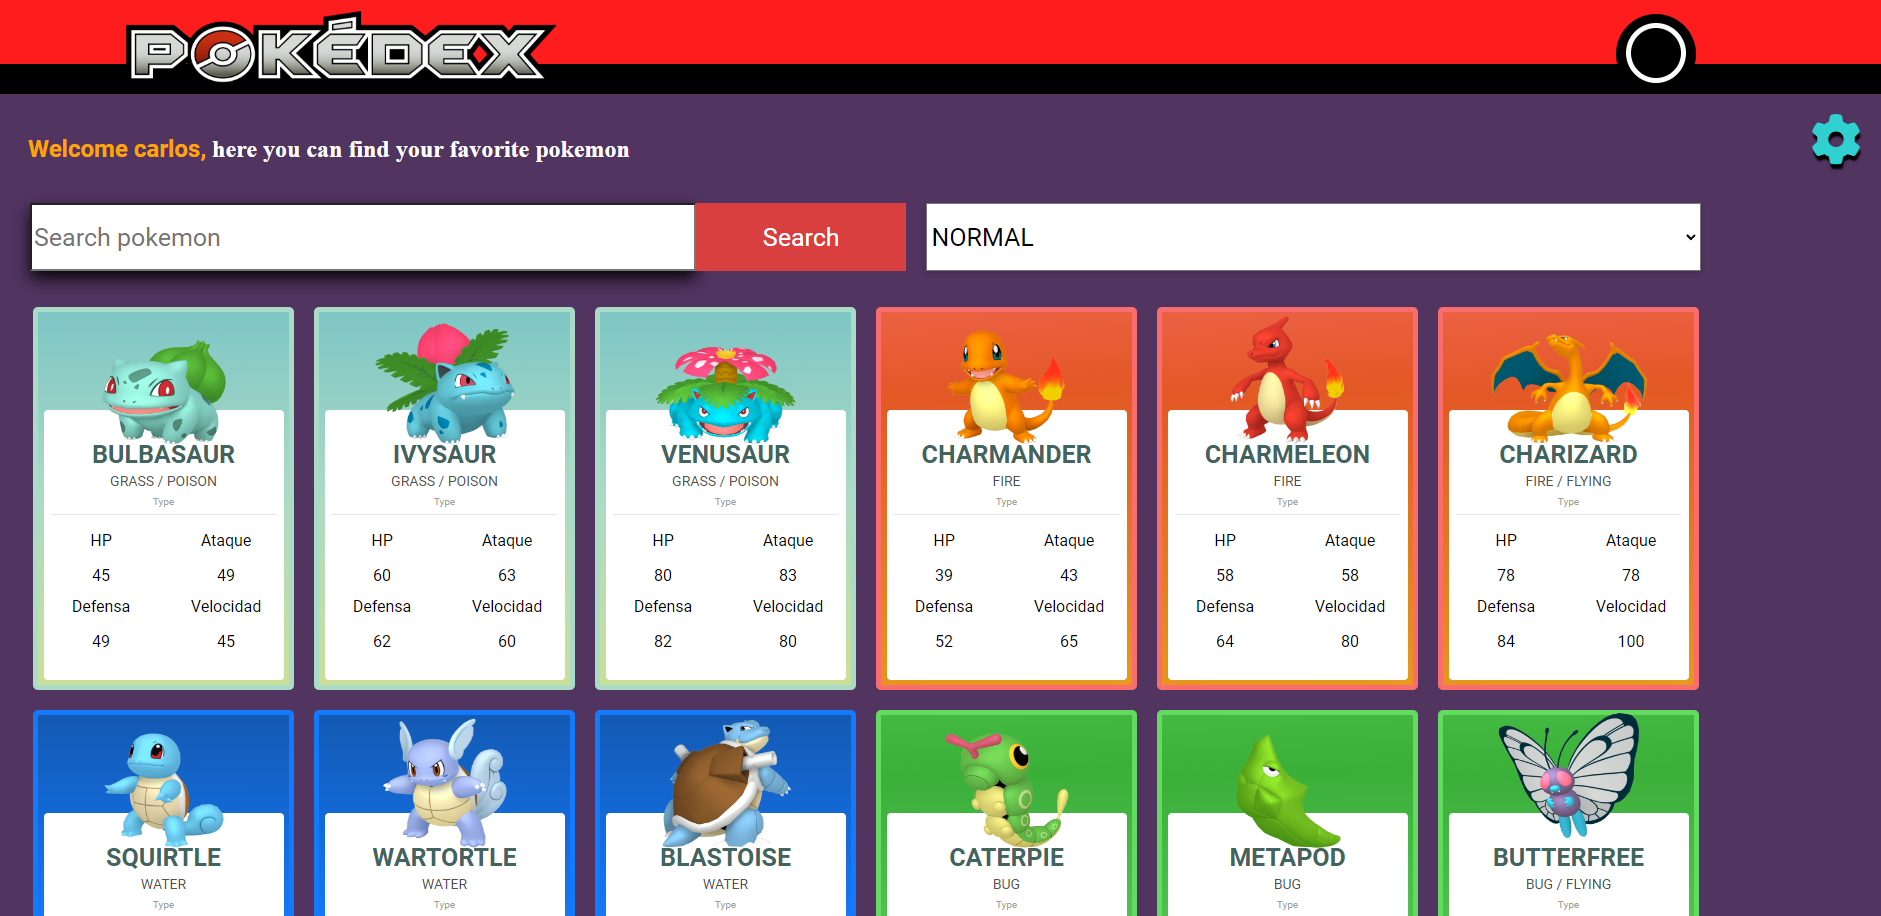 POKÉDEX
Welcome carlos, here you can find your favorite pokemon
Search pokemon Search NORMAL
BULBASAUR IVYSAUR VENUSAUR CHARMANDER CHARMELEON CHARIZARD
GRASS / POISON GRASS / POISON GRASS / POISON FIRE FIRE FIRE / FLYING
Type Type Type Type Type Type
HP Ataque HP Ataque HP Ataque HP Ataque HP Ataque HP Ataque
45 49 60 63 80 83 39 43 58 58 78 78
Defensa Velocidad Defensa Velocidad Defensa Velocidad Defensa Velocidad Defensa Velocidad Defensa Velocidad
49 45 62 60 82 80 52 65 64 80 84 100
SQUIRTLE WARTORTLE BLASTOISE CATERPIE METAPOD BUTTERFREE
WATER WATER WATER BUG BUG BUG / FLYING
Type Type Type Type Type Type